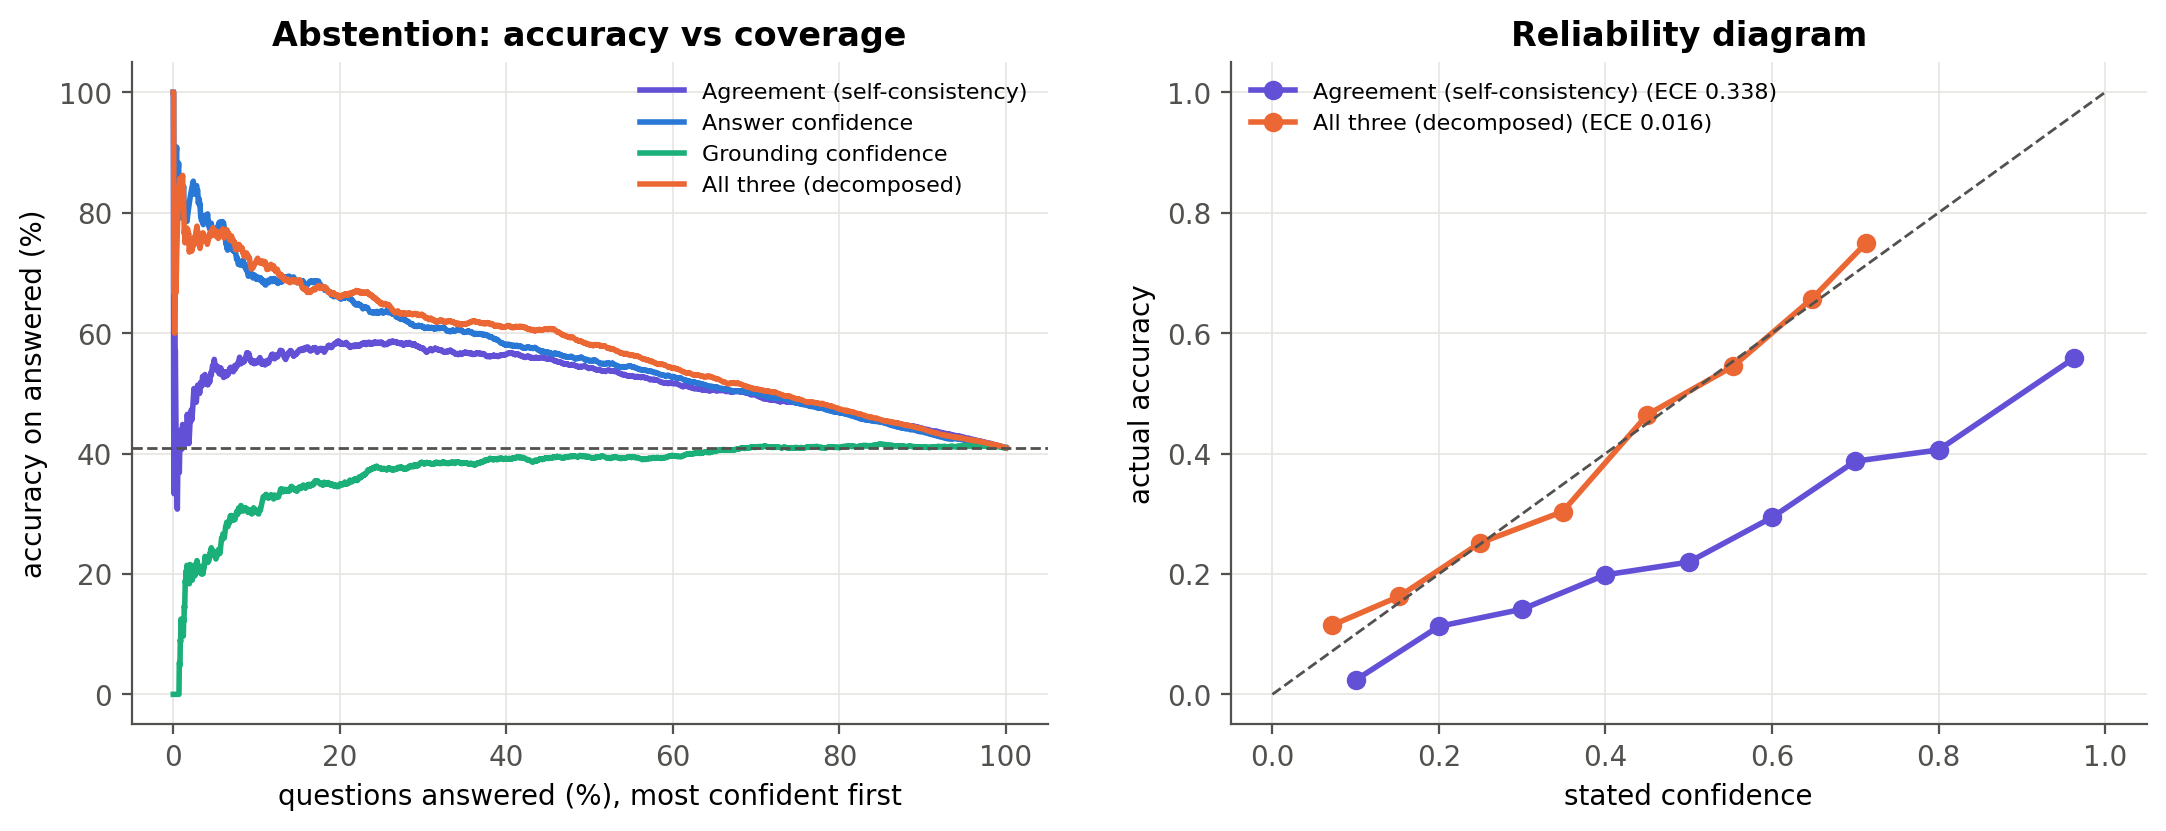 Abstention: accuracy vs coverage
Agreement (self-consistency)
Answer confidence
Grounding confidence
All three (decomposed)
accuracy on answered (%)
100
80
60
40
20
0
0 20 40 60 80 100
questions answered (%), most confident first
Reliability diagram
Agreement (self-consistency) (ECE 0.338)
All three (decomposed) (ECE 0.016)
actual accuracy
1.0
0.8
0.6
0.4
0.2
0.0
0.0 0.2 0.4 0.6 0.8 1.0
stated confidence